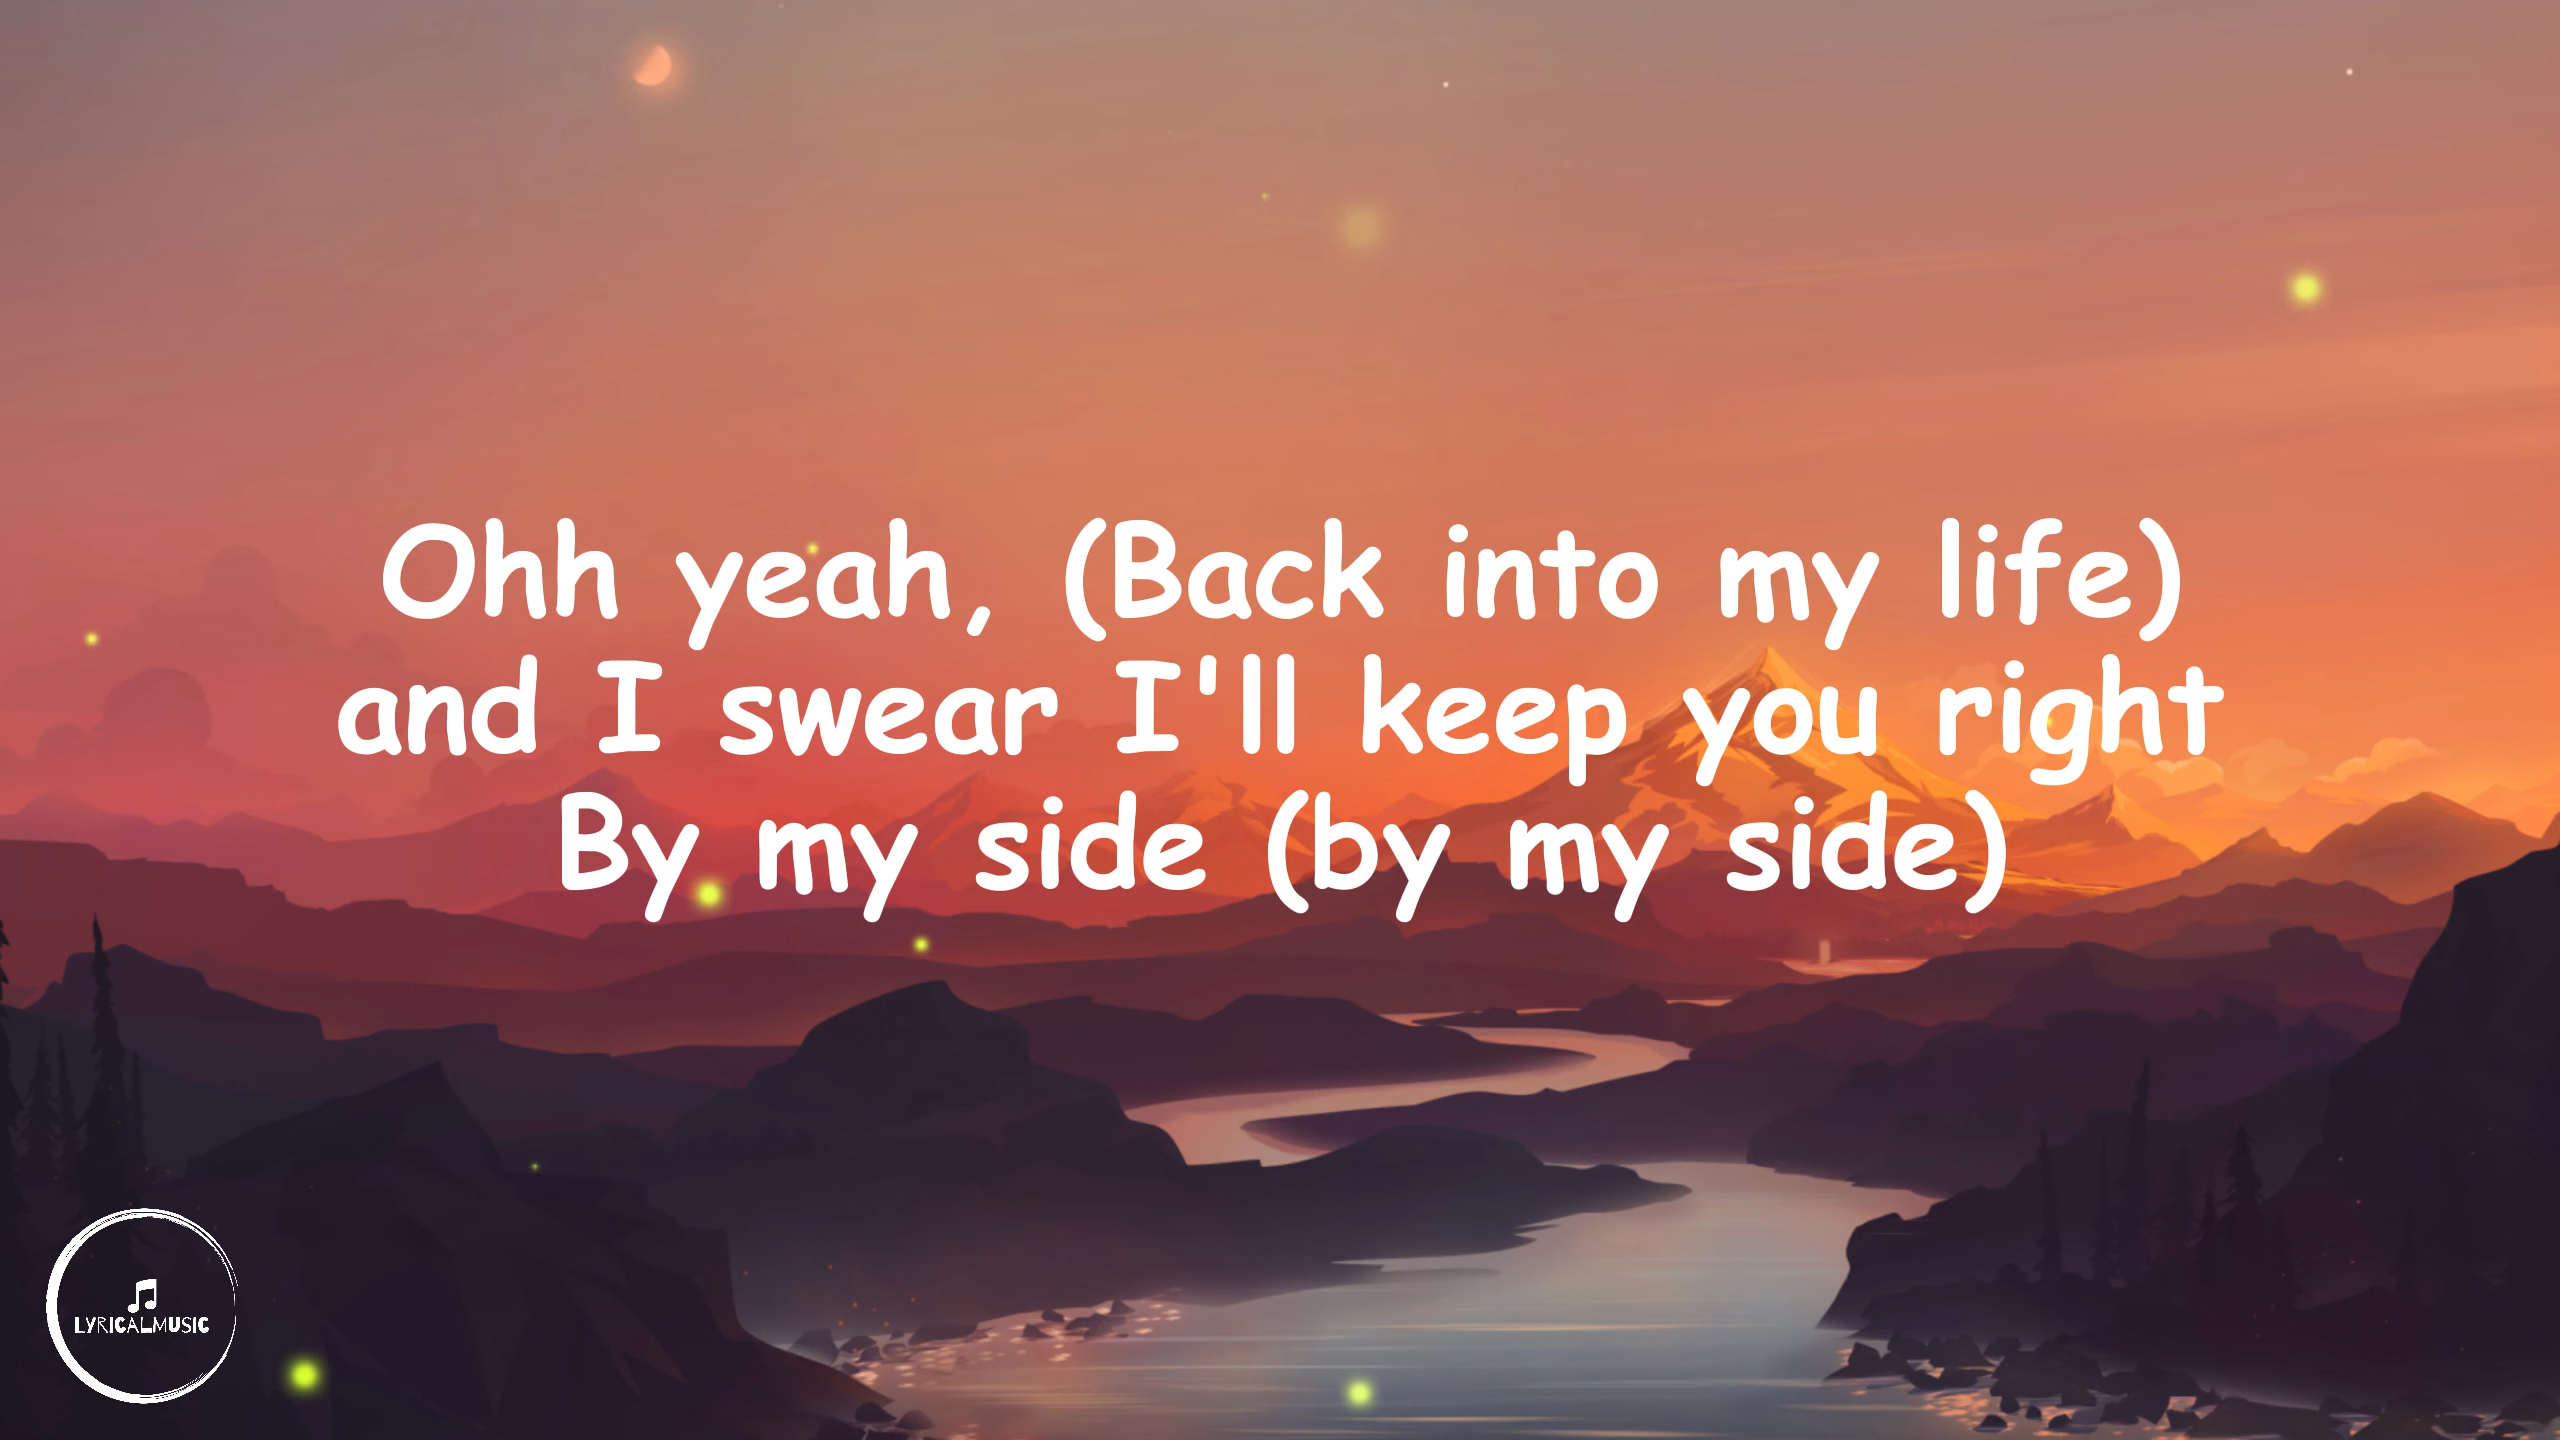 Ohh yeah, (Back into my life)
and I swear I'll keep you right
By my side (by my side)
LYRICALMUSIC